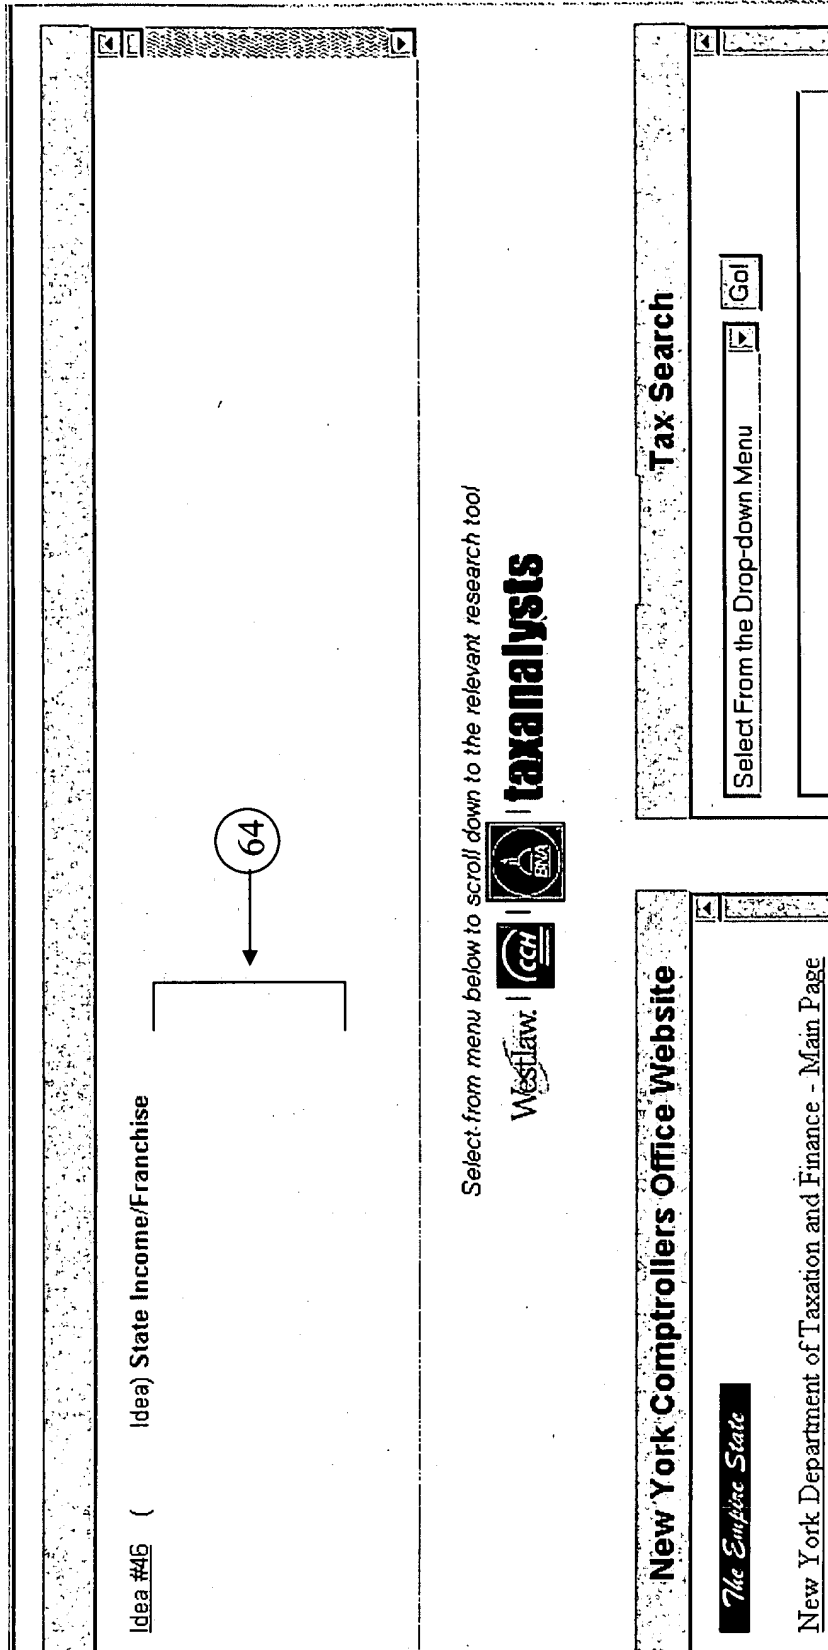 Idea #46 ( Idea) State Income/Franchise
64
Select from menu below to scroll down to the relevant research tool
Westlaw. | CCH | BNA | taxanalysts
New York Comptrollers Office Website
The Empire State
New York Department of Taxation and Finance - Main Page
Tax Search
Select From the Drop-down Menu Go!